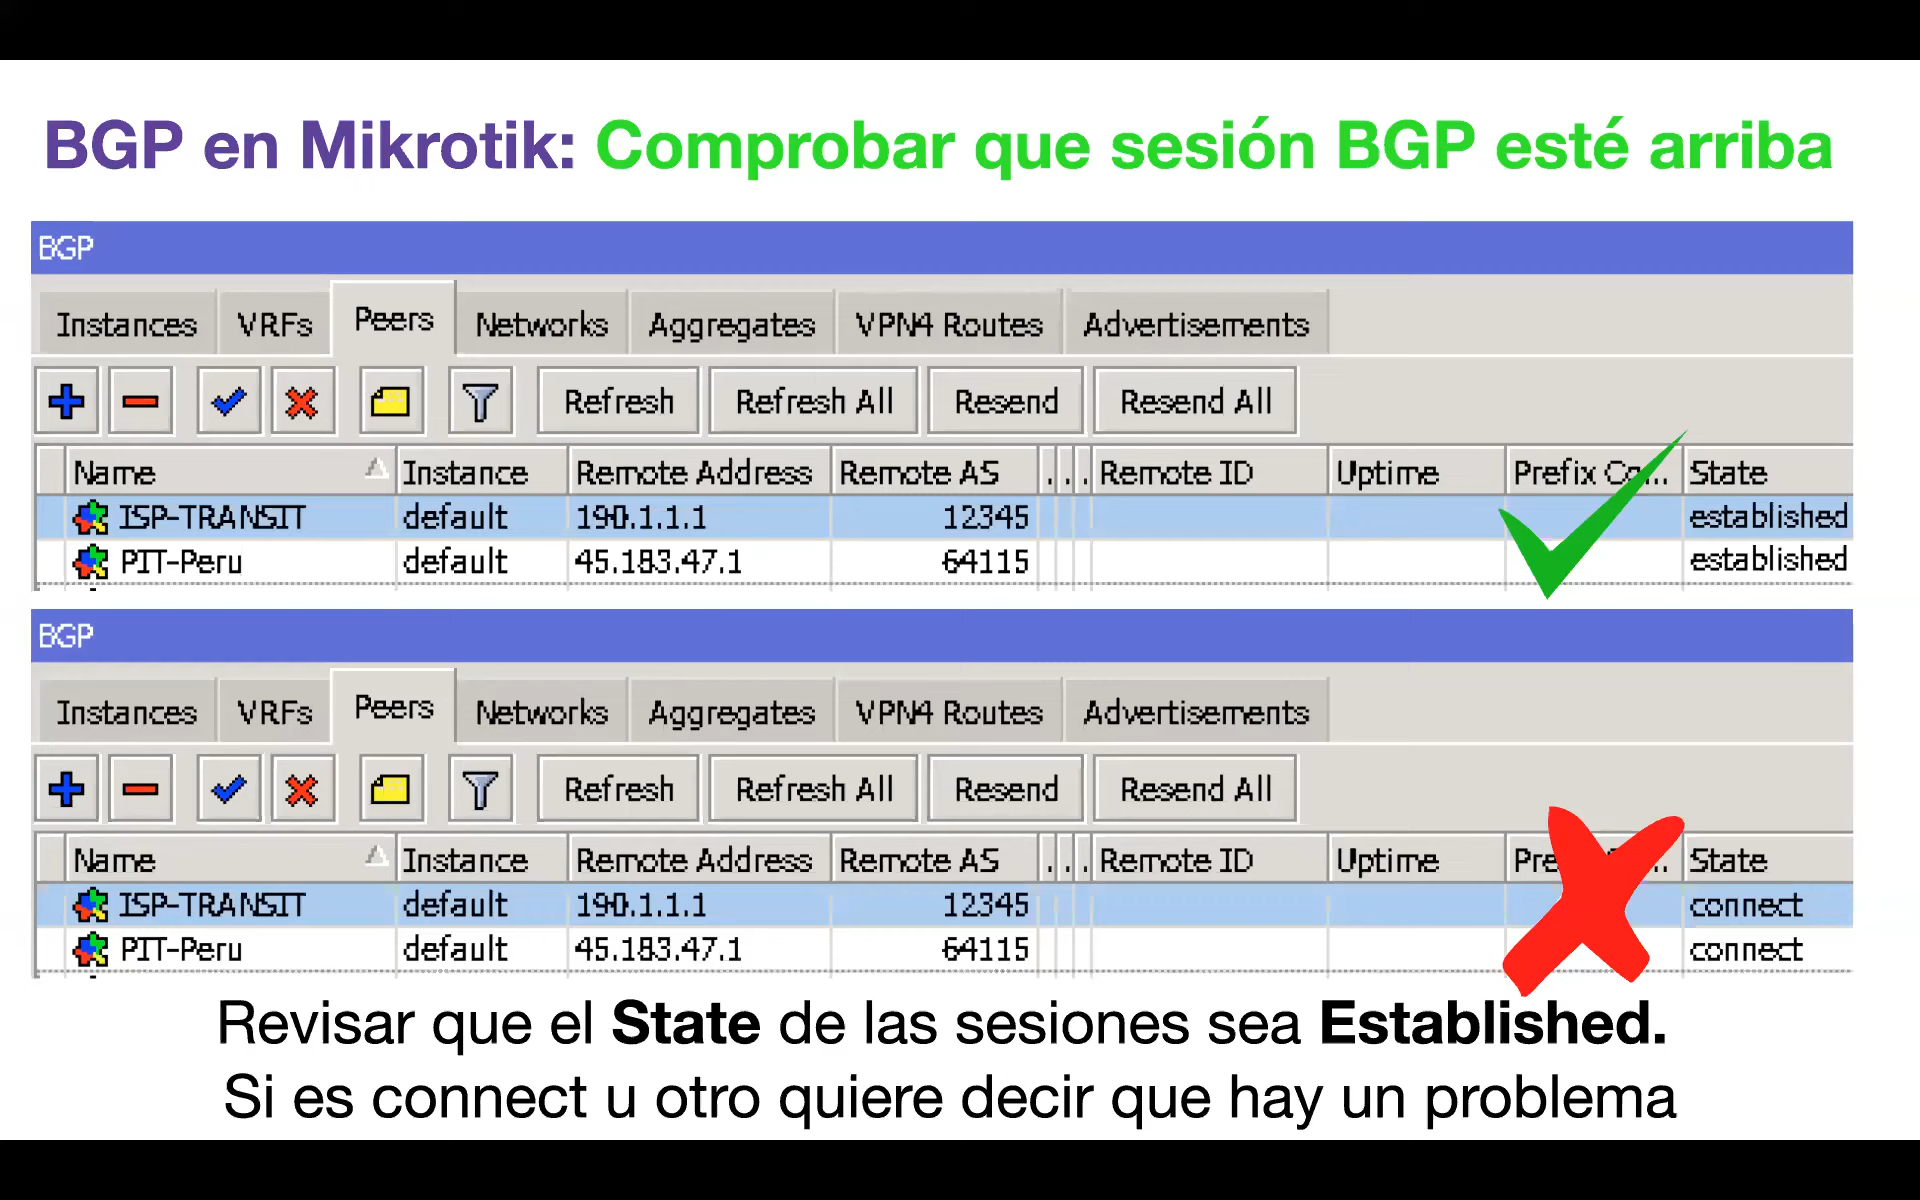 BGP en Mikrotik: Comprobar que sesión BGP esté arriba
BGP
Instances VRFs Peers Networks Aggregates VPN4 Routes Advertisements
Refresh Refresh All Resend Resend All
Name Instance Remote Address Remote AS ... Remote ID Uptime Prefix Co... State
ISP-TRANSIT default 190.1.1.1 12345 established
PIT-Peru default 45.183.47.1 64115 established
BGP
Instances VRFs Peers Networks Aggregates VPN4 Routes Advertisements
Refresh Refresh All Resend Resend All
Name Instance Remote Address Remote AS ... Remote ID Uptime State
ISP-TRANSIT default 190.1.1.1 12345 connect
PIT-Peru default 45.183.47.1 64115 connect
Revisar que el State de las sesiones sea Established.
Si es connect u otro quiere decir que hay un problema